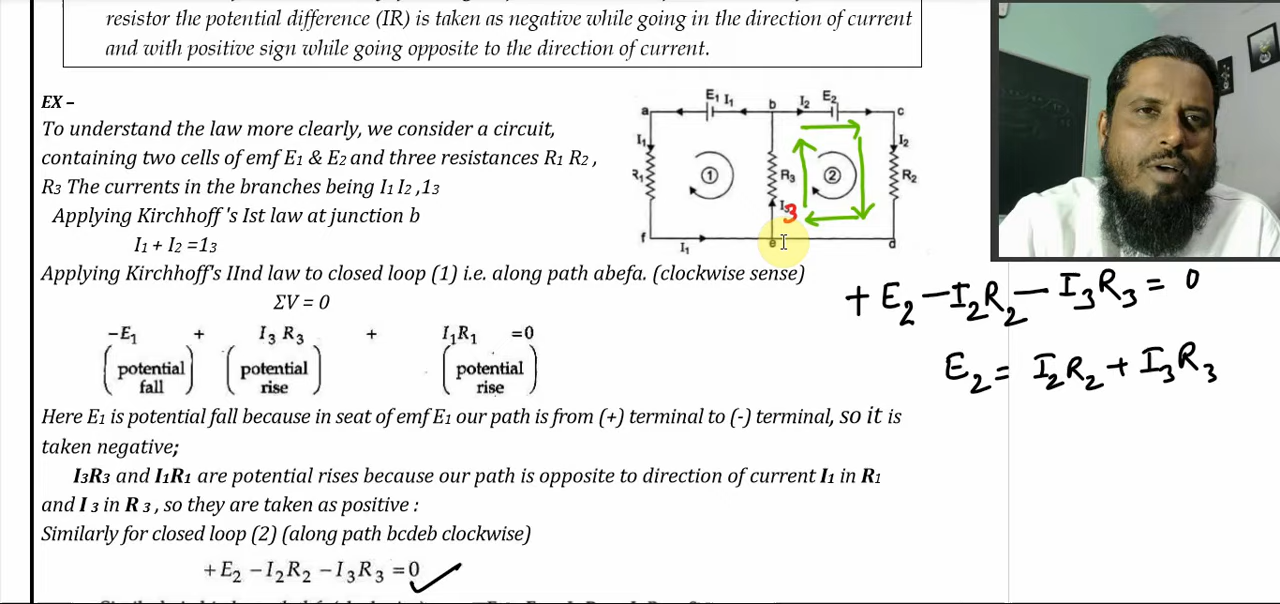 resistor the potential difference (IR) is taken as negative while going in the direction of current
and with positive sign while going opposite to the direction of current.
EX –
To understand the law more clearly, we consider a circuit,
containing two cells of emf E1 & E2 and three resistances R1 R2 ,
R3 The currents in the branches being I1 I2 ,13
Applying Kirchhoff 's Ist law at junction b
I1 + I2 =13
Applying Kirchhoff's IInd law to closed loop (1) i.e. along path abefa. (clockwise sense)
ΣV = 0
−E1 + I3 R3 + I1R1 =0
(potential fall) (potential rise) (potential rise)
Here E1 is potential fall because in seat of emf E1 our path is from (+) terminal to (-) terminal, so it is
taken negative;
I3R3 and I1R1 are potential rises because our path is opposite to direction of current I1 in R1
and I 3 in R 3 , so they are taken as positive :
Similarly for closed loop (2) (along path bcdeb clockwise)
+E2 −I2R2 −I3R3 =0
a E1 I1 b I2 E2 c
I1 I2
R1 1 R3 2 R2
3
f I1 e d
+ E2 − I2R2 − I3R3 = 0
E2 = I2R2 + I3R3